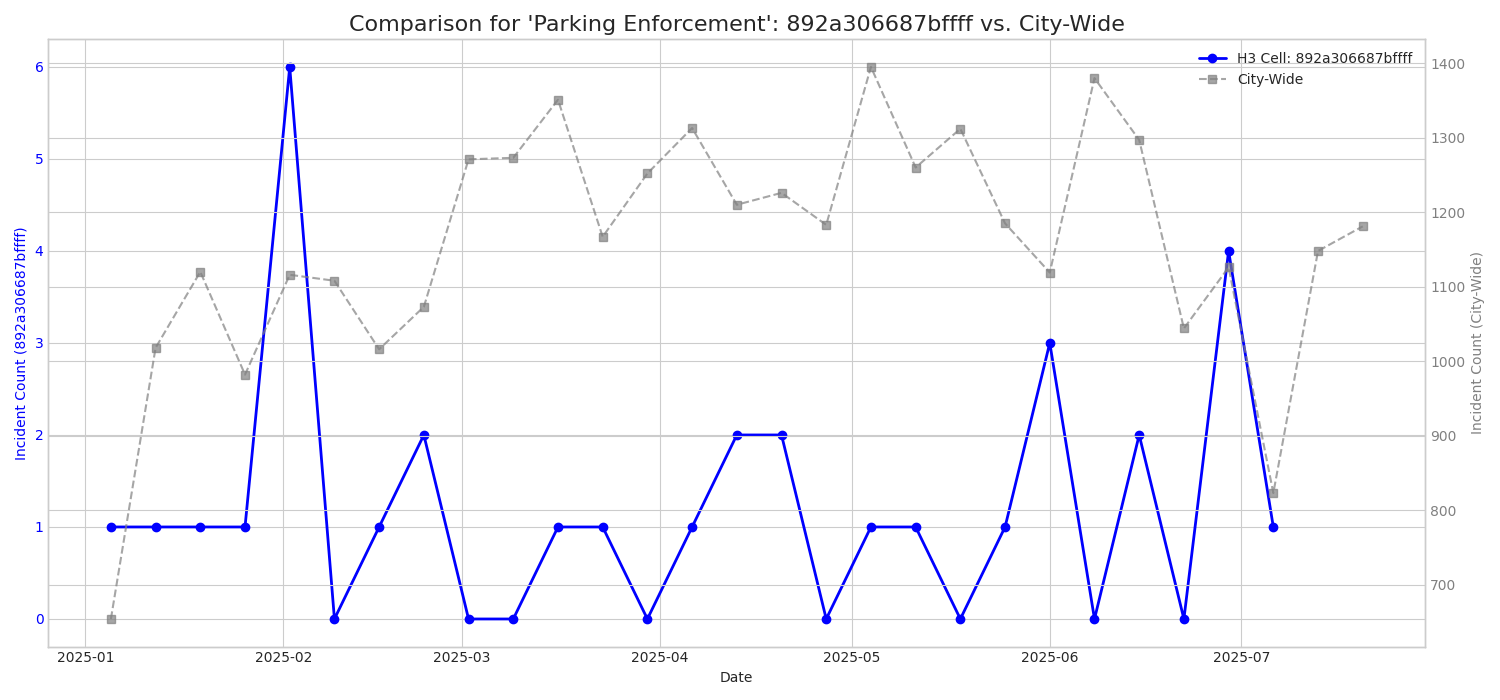 Comparison for 'Parking Enforcement': 892a306687bffff vs. City-Wide
H3 Cell: 892a306687bffff
City-Wide
Incident Count (892a306687bffff)
6
5
4
3
2
1
0
1400
1300
1200
1100
1000
900
800
700
Incident Count (City-Wide)
2025-01 2025-02 2025-03 2025-04 2025-05 2025-06 2025-07
Date